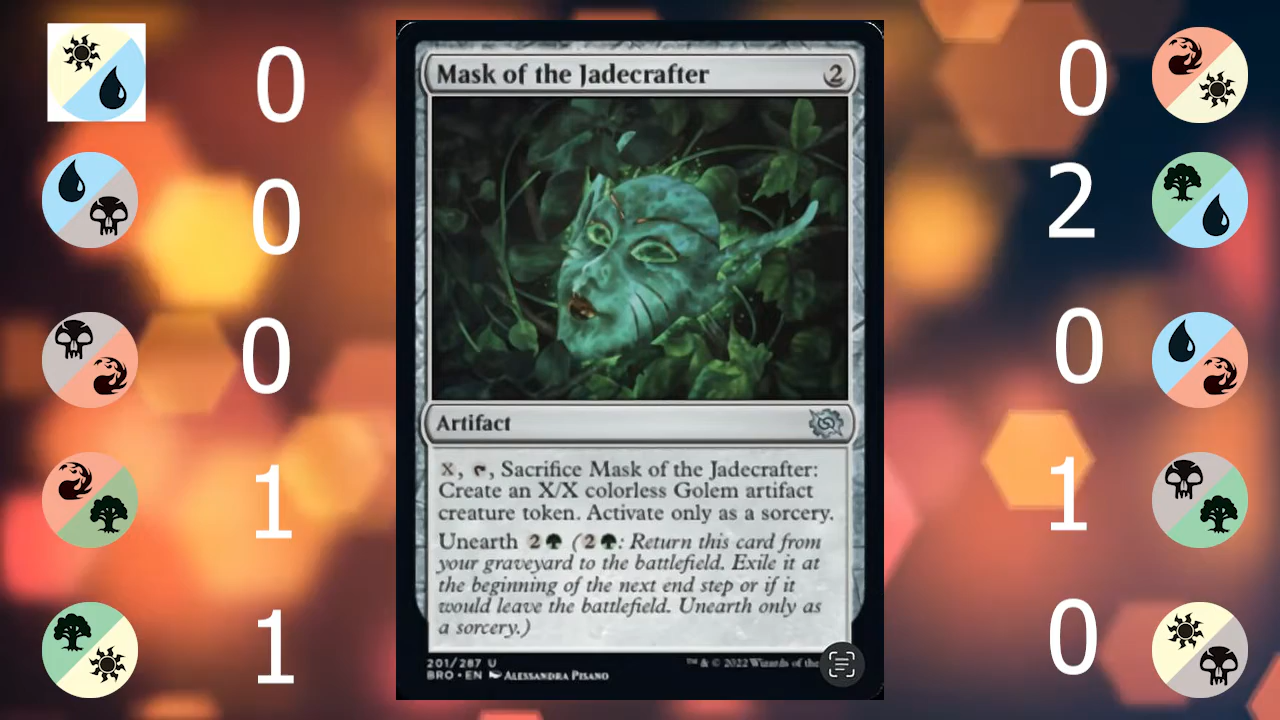 0
0
0
1
1
Mask of the Jadecrafter 2
Artifact
X, T, Sacrifice Mask of the Jadecrafter:
Create an X/X colorless Golem artifact
creature token. Activate only as a sorcery.
Unearth 2 (2: Return this card from
your graveyard to the battlefield. Exile it at
the beginning of the next end step or if it
would leave the battlefield. Unearth only as
a sorcery.)
201/287 U
BRO • EN ALESSANDRA PISANO
™ & © 2022 Wizards of the
0
2
0
1
0